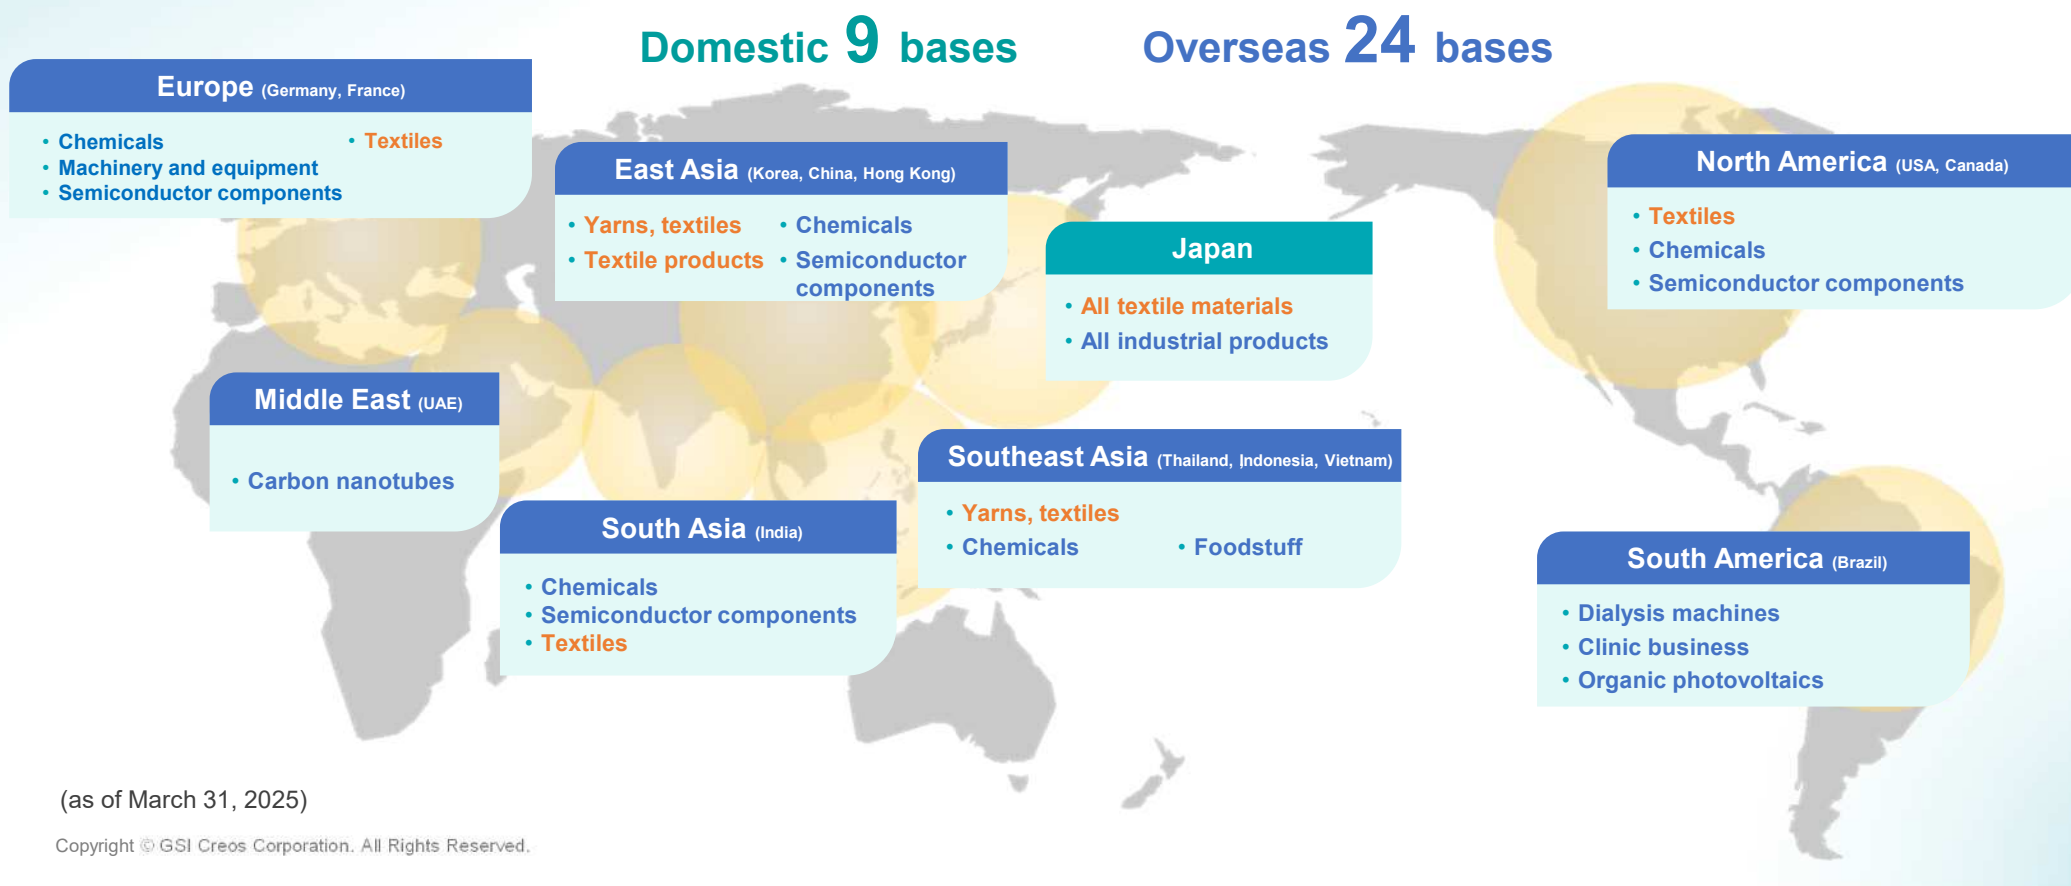 Domestic 9 bases
Overseas 24 bases
Europe (Germany, France)
• Chemicals
• Machinery and equipment
• Semiconductor components
• Textiles
East Asia (Korea, China, Hong Kong)
• Yarns, textiles
• Textile products
• Chemicals
• Semiconductor
components
Japan
• All textile materials
• All industrial products
North America (USA, Canada)
• Textiles
• Chemicals
• Semiconductor components
Middle East (UAE)
• Carbon nanotubes
South Asia (India)
• Chemicals
• Semiconductor components
• Textiles
Southeast Asia (Thailand, Indonesia, Vietnam)
• Yarns, textiles
• Chemicals
• Foodstuff
South America (Brazil)
• Dialysis machines
• Clinic business
• Organic photovoltaics
(as of March 31, 2025)
Copyright © GSI Creos Corporation. All Rights Reserved.